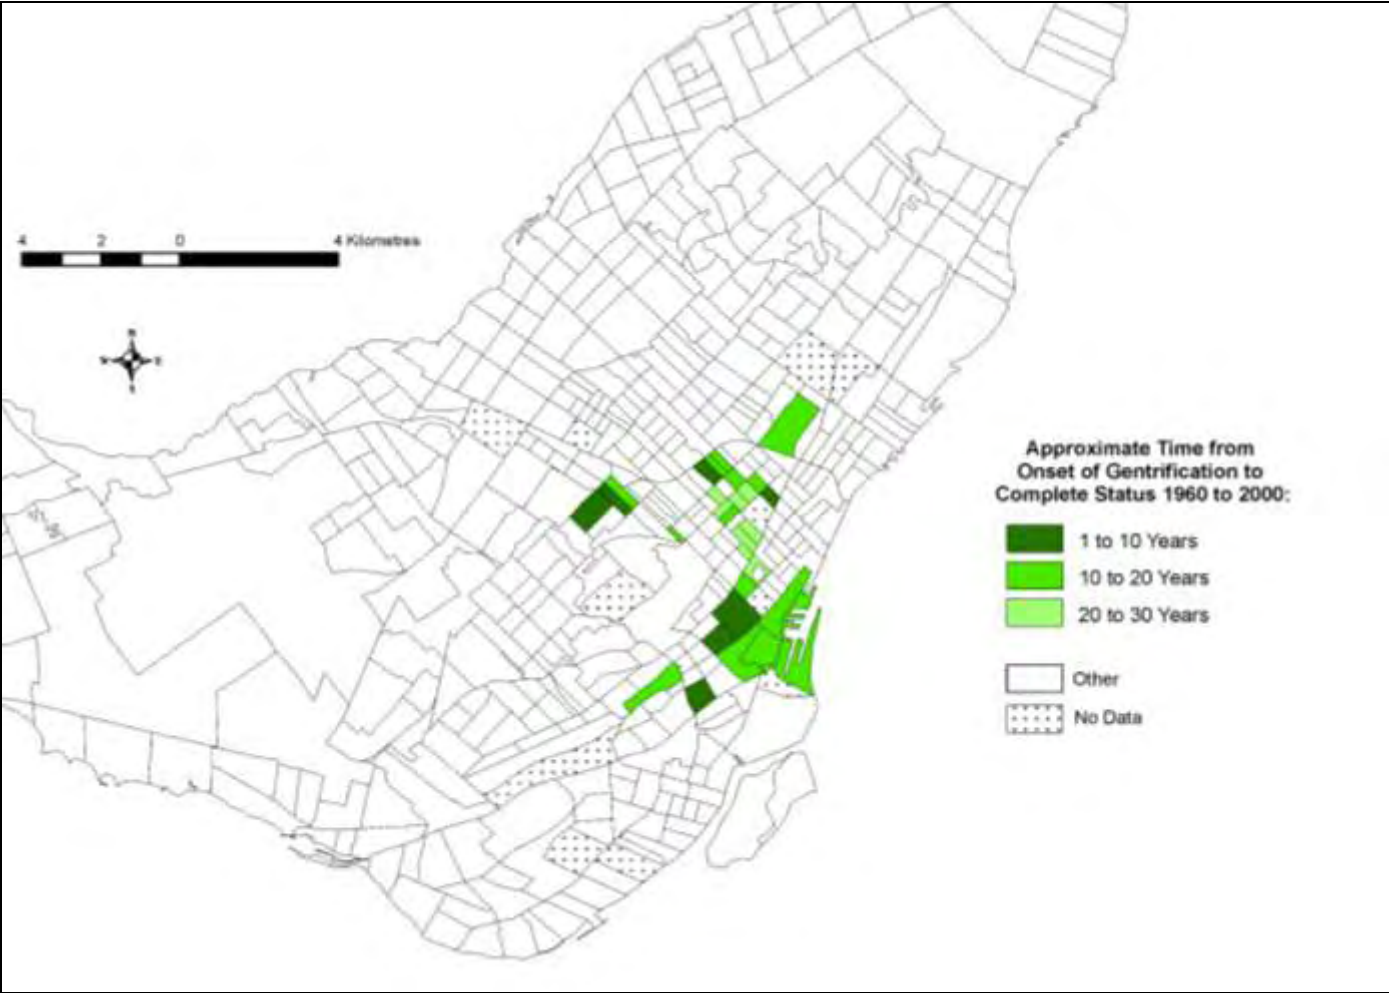 4 2 0 4 Kilometres
N
W E
S
Approximate Time from
Onset of Gentrification to
Complete Status 1960 to 2000:
1 to 10 Years
10 to 20 Years
20 to 30 Years
Other
No Data